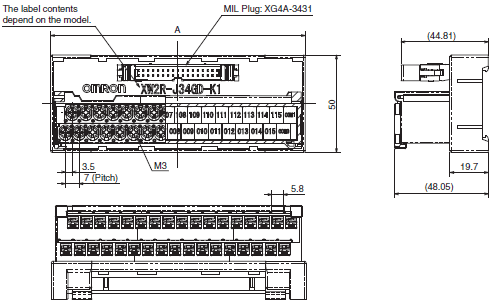 The label contents
depend on the model.
MIL Plug: XG4A-3431
A
(44.81)
OMRON
XW2R-J34GD-K1
07 108 109 110 111 112 113 114 115 COM1
008 009 010 011 012 013 014 015 COM0
50
3.5
7 (Pitch)
M3
19.7
(48.05)
5.8